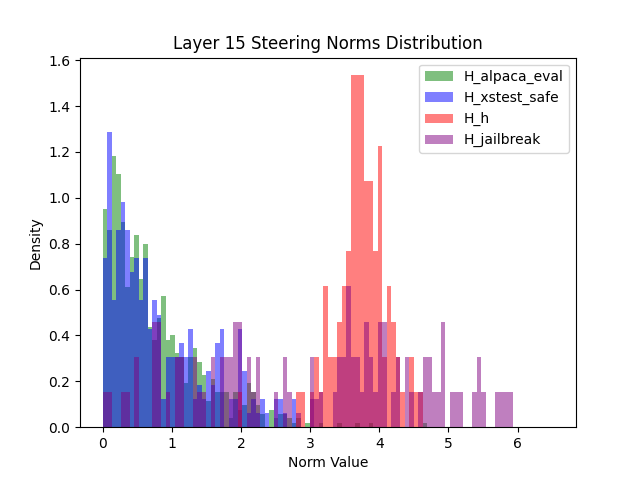 Layer 15 Steering Norms Distribution
H_alpaca_eval
H_xstest_safe
H_h
H_jailbreak
Density
1.6
1.4
1.2
1.0
0.8
0.6
0.4
0.2
0.0
0 1 2 3 4 5 6
Norm Value